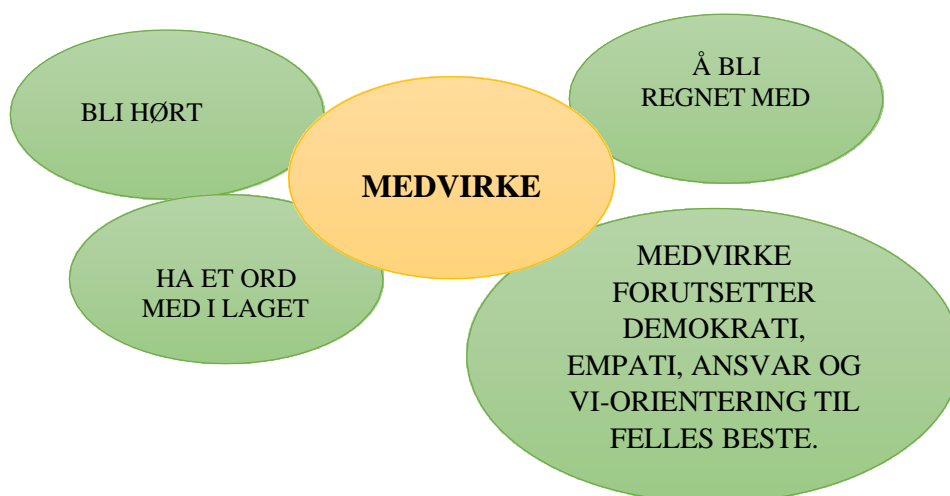 BLI HØRT
Å BLI
REGNET MED
MEDVIRKE
HA ET ORD
MED I LAGET
MEDVIRKE
FORUTSETTER
DEMOKRATI,
EMPATI, ANSVAR OG
VI-ORIENTERING TIL
FELLES BESTE.